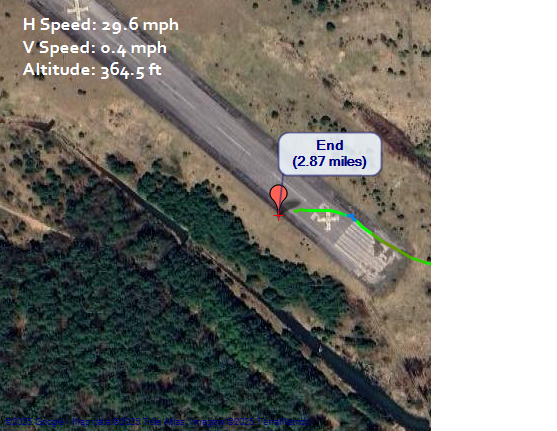 H Speed: 29.6 mph
V Speed: 0.4 mph
Altitude: 364.5 ft
End
(2.87 miles)